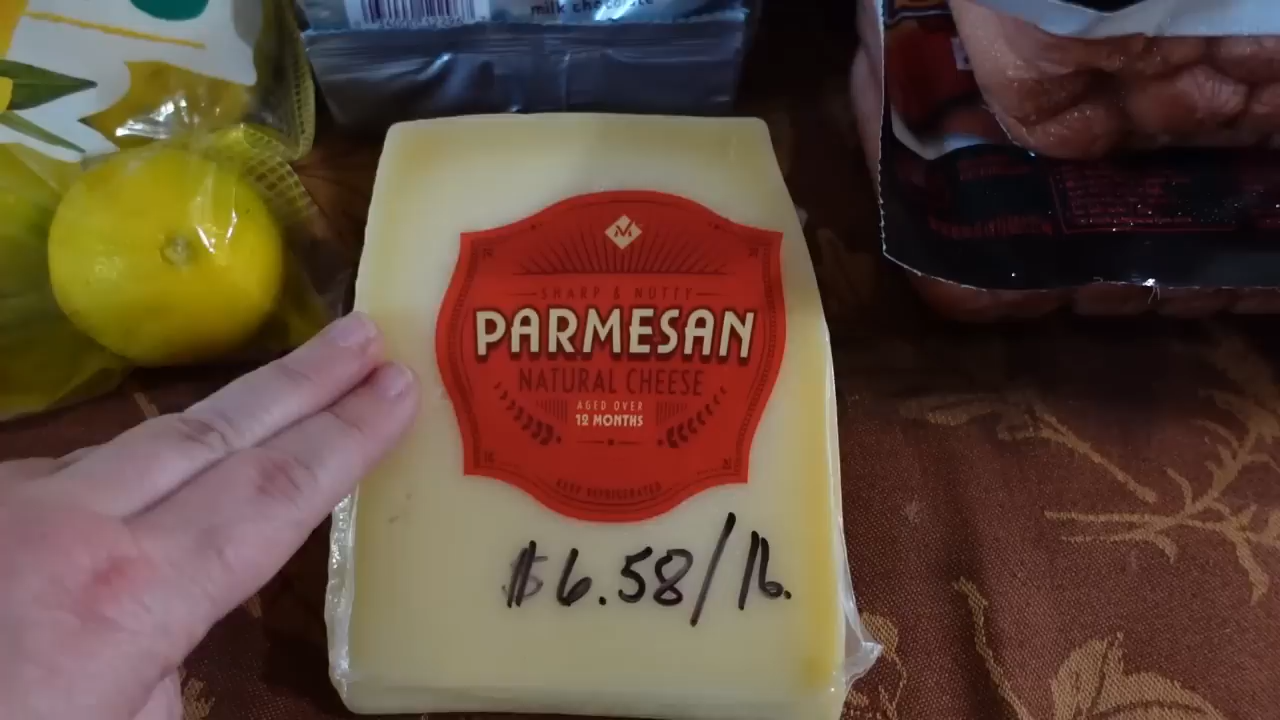 milk chocolate
SHARP & NUTTY
PARMESAN
NATURAL CHEESE
AGED OVER
12 MONTHS
KEEP REFRIGERATED
$6.58/lb.